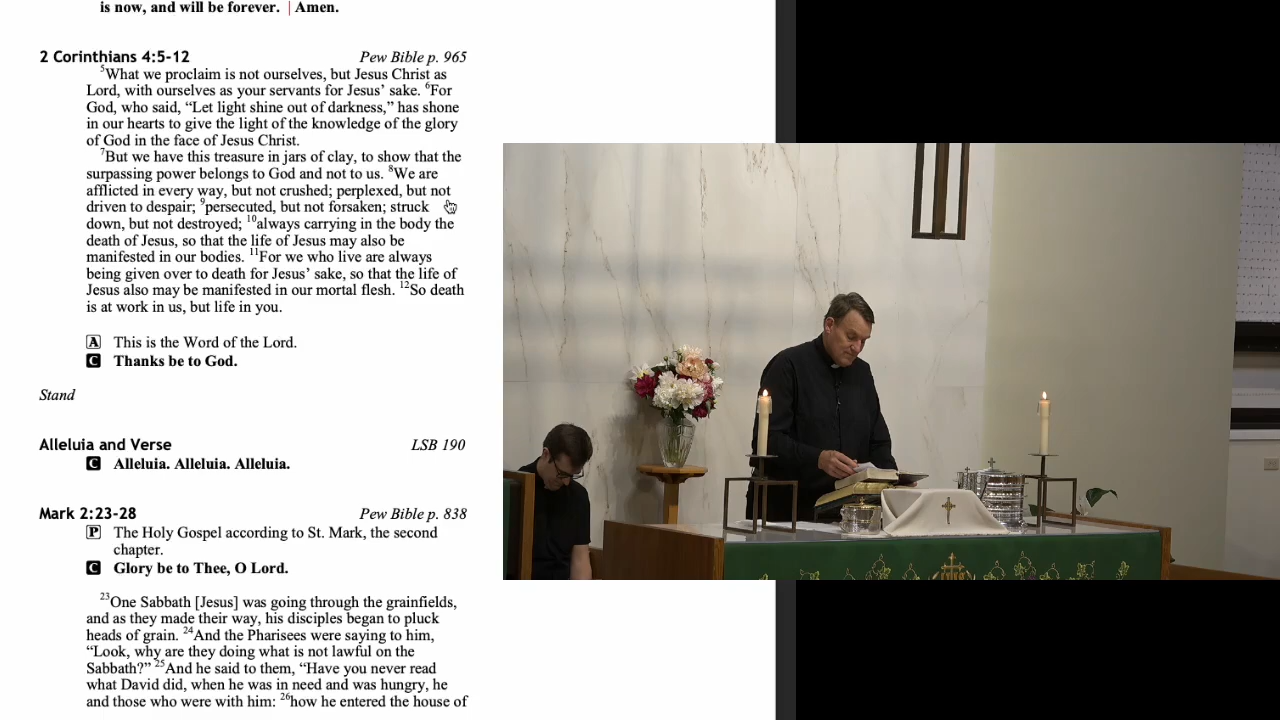 is now, and will be forever. | Amen.
2 Corinthians 4:5-12 Pew Bible p. 965
5What we proclaim is not ourselves, but Jesus Christ as
Lord, with ourselves as your servants for Jesus’ sake. 6For
God, who said, “Let light shine out of darkness,” has shone
in our hearts to give the light of the knowledge of the glory
of God in the face of Jesus Christ.
7But we have this treasure in jars of clay, to show that the
surpassing power belongs to God and not to us. 8We are
afflicted in every way, but not crushed; perplexed, but not
driven to despair; 9persecuted, but not forsaken; struck
down, but not destroyed; 10always carrying in the body the
death of Jesus, so that the life of Jesus may also be
manifested in our bodies. 11For we who live are always
being given over to death for Jesus’ sake, so that the life of
Jesus also may be manifested in our mortal flesh. 12So death
is at work in us, but life in you.
A This is the Word of the Lord.
C Thanks be to God.
Stand
Alleluia and Verse LSB 190
C Alleluia. Alleluia. Alleluia.
Mark 2:23-28 Pew Bible p. 838
P The Holy Gospel according to St. Mark, the second
chapter.
C Glory be to Thee, O Lord.
23One Sabbath [Jesus] was going through the grainfields,
and as they made their way, his disciples began to pluck
heads of grain. 24And the Pharisees were saying to him,
“Look, why are they doing what is not lawful on the
Sabbath?” 25And he said to them, “Have you never read
what David did, when he was in need and was hungry, he
and those who were with him: 26how he entered the house of